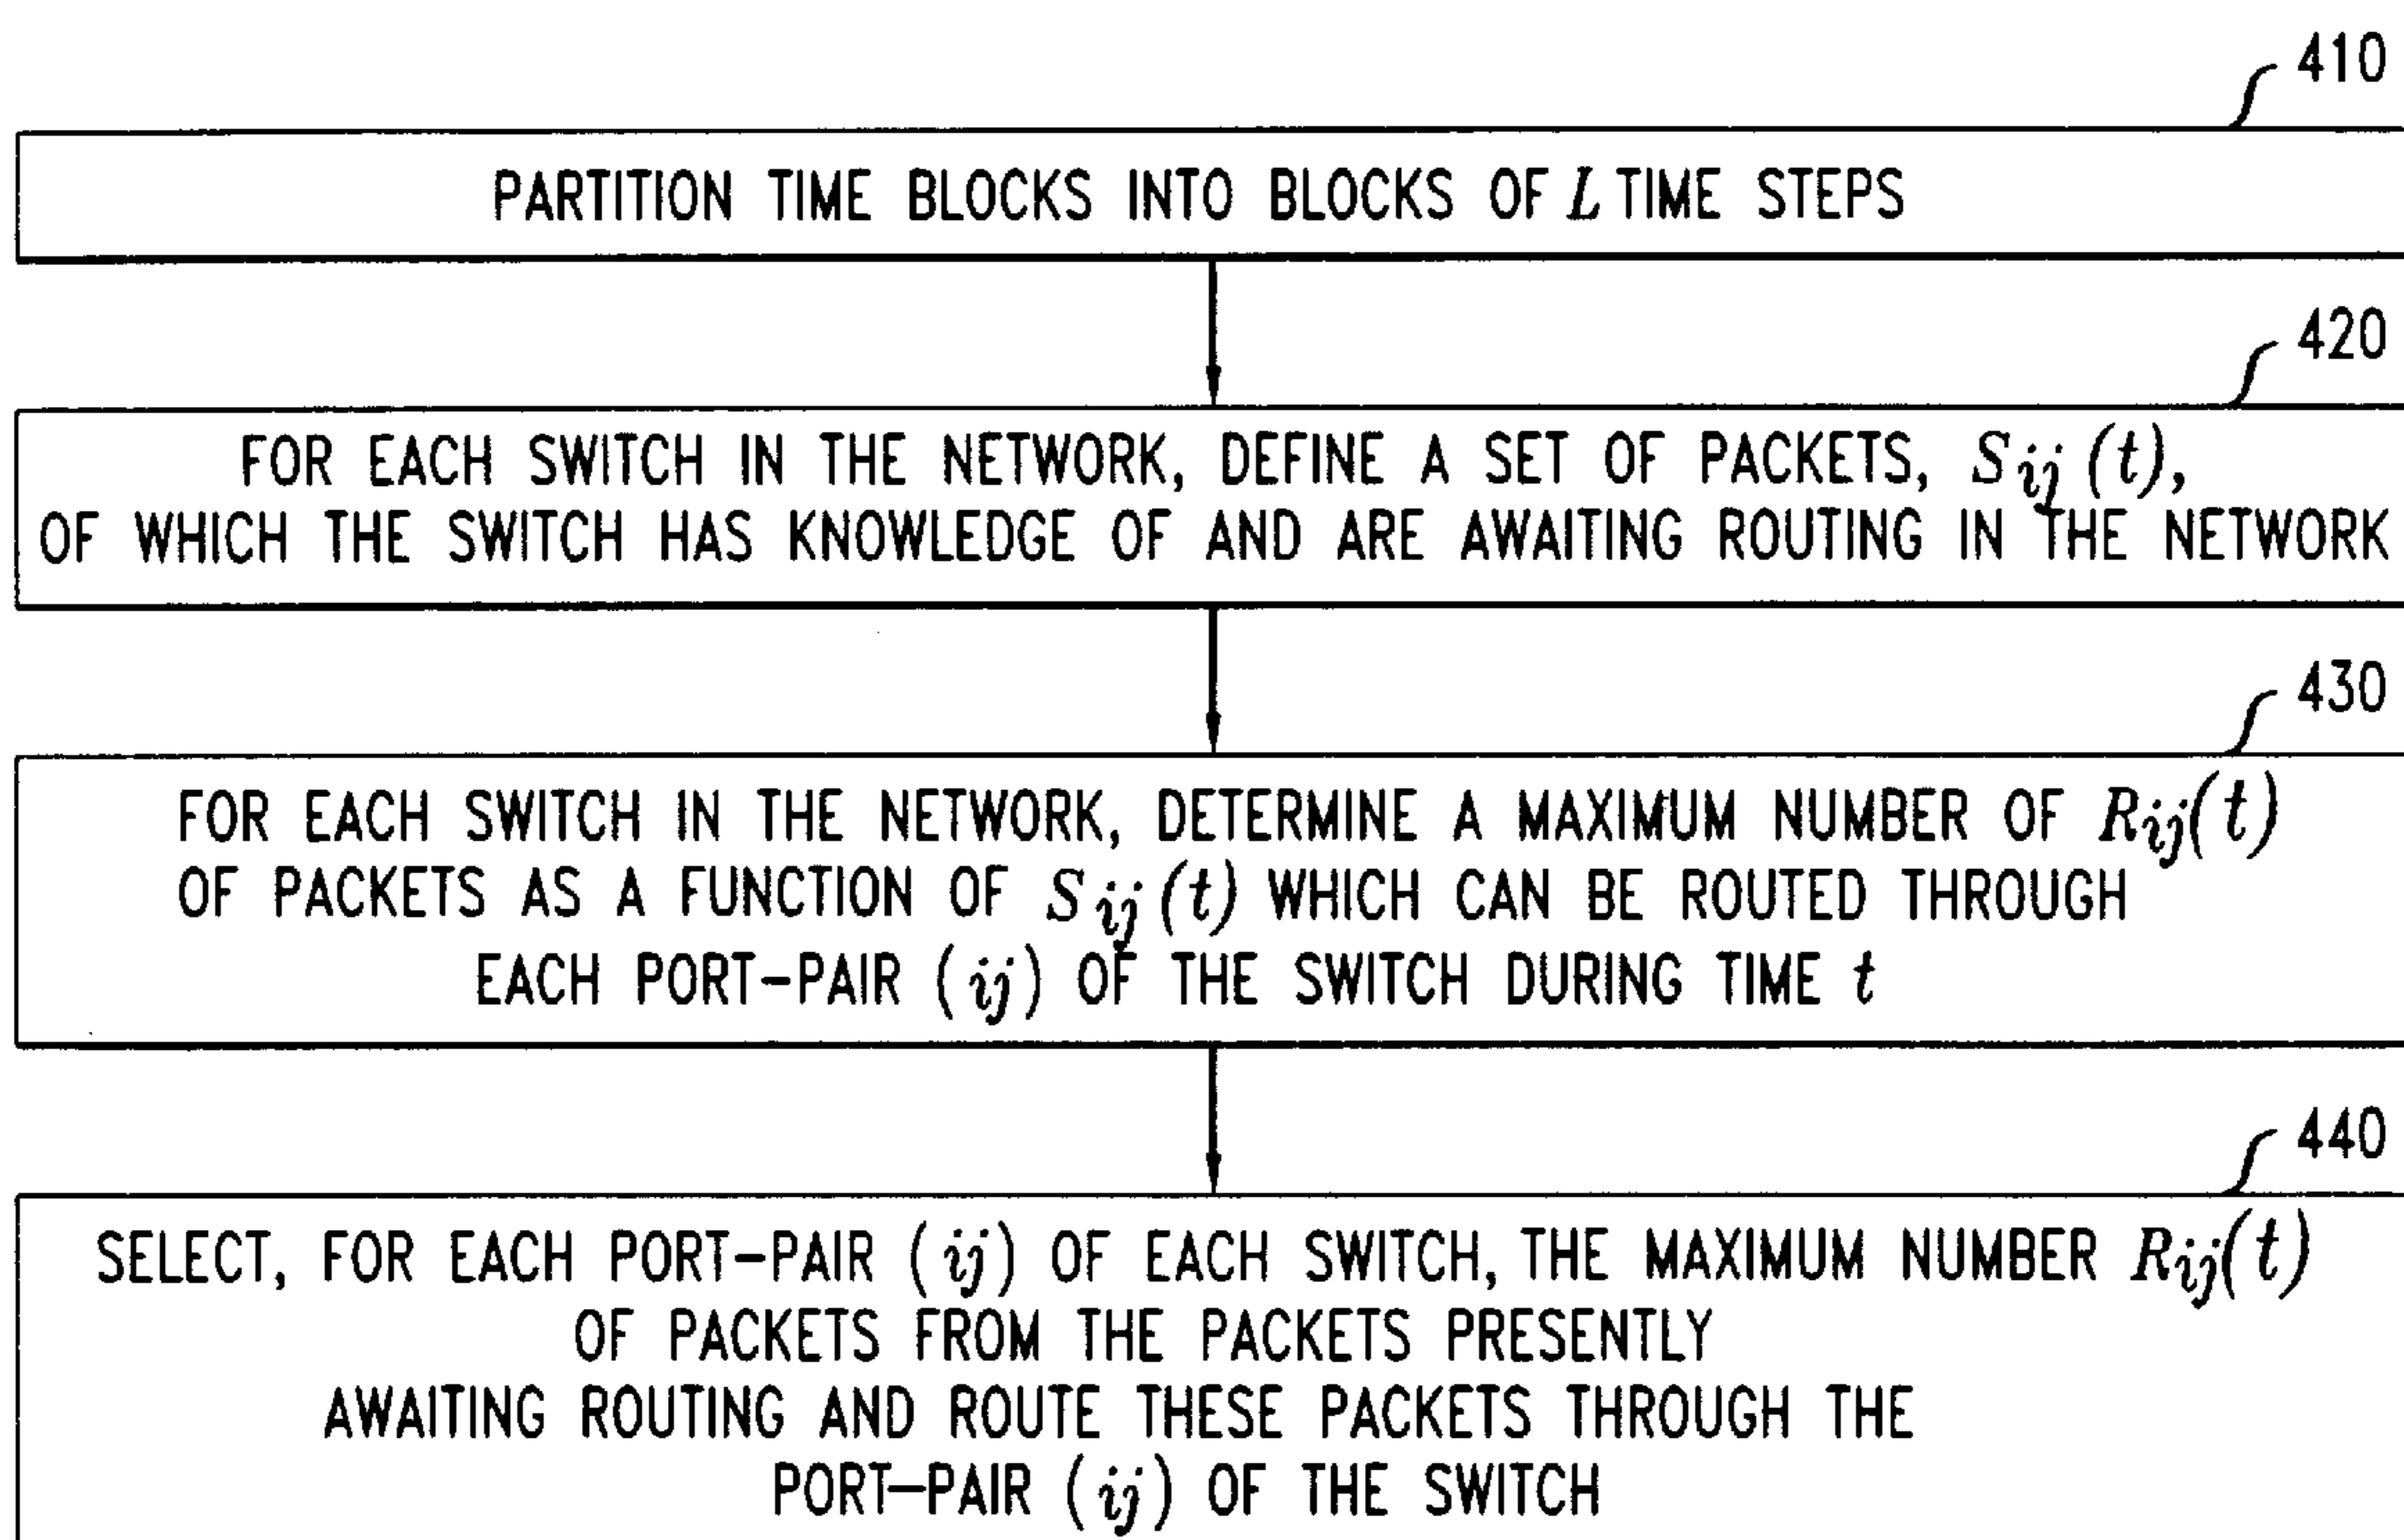 410
PARTITION TIME BLOCKS INTO BLOCKS OF L TIME STEPS
420
FOR EACH SWITCH IN THE NETWORK, DEFINE A SET OF PACKETS, Sij (t),
OF WHICH THE SWITCH HAS KNOWLEDGE OF AND ARE AWAITING ROUTING IN THE NETWORK
430
FOR EACH SWITCH IN THE NETWORK, DETERMINE A MAXIMUM NUMBER OF Rij(t)
OF PACKETS AS A FUNCTION OF Sij (t) WHICH CAN BE ROUTED THROUGH
EACH PORT-PAIR (ij) OF THE SWITCH DURING TIME t
440
SELECT, FOR EACH PORT-PAIR (ij) OF EACH SWITCH, THE MAXIMUM NUMBER Rij(t)
OF PACKETS FROM THE PACKETS PRESENTLY
AWAITING ROUTING AND ROUTE THESE PACKETS THROUGH THE
PORT-PAIR (ij) OF THE SWITCH